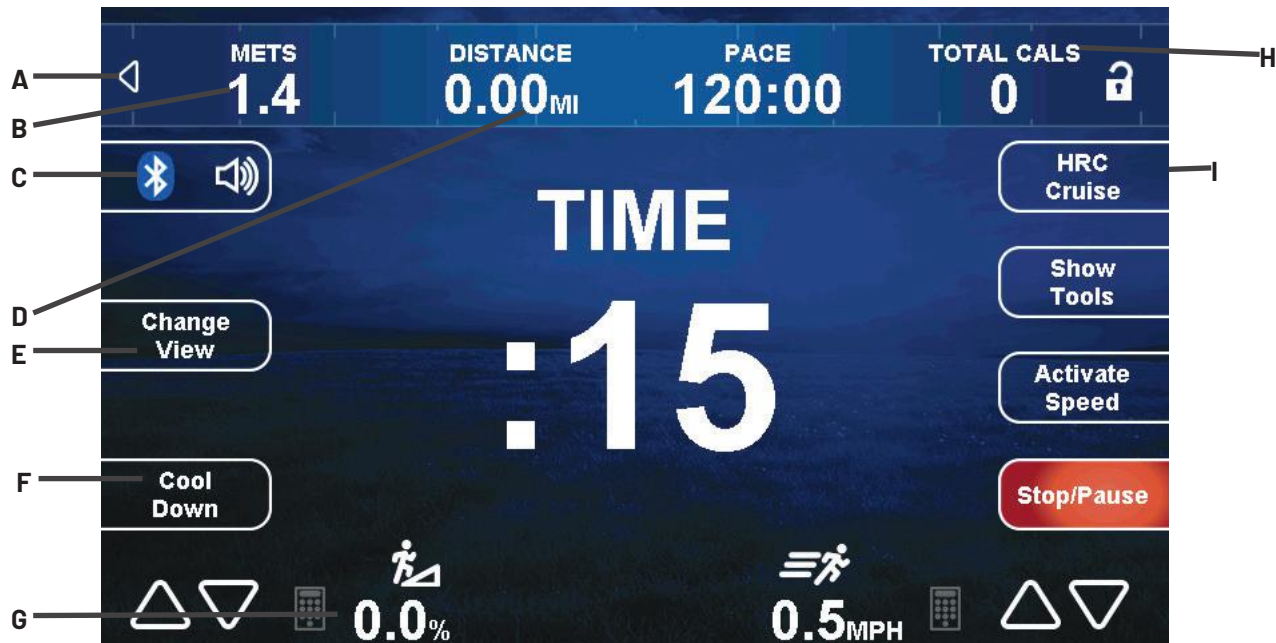 METS DISTANCE PACE TOTAL CALS
1.4 0.00MI 120:00 0
A
B
C
D
E
F
G
H
I
TIME
:15
Change
View
Cool
Down
HRC
Cruise
Show
Tools
Activate
Speed
Stop/Pause
0.0%
0.5MPH